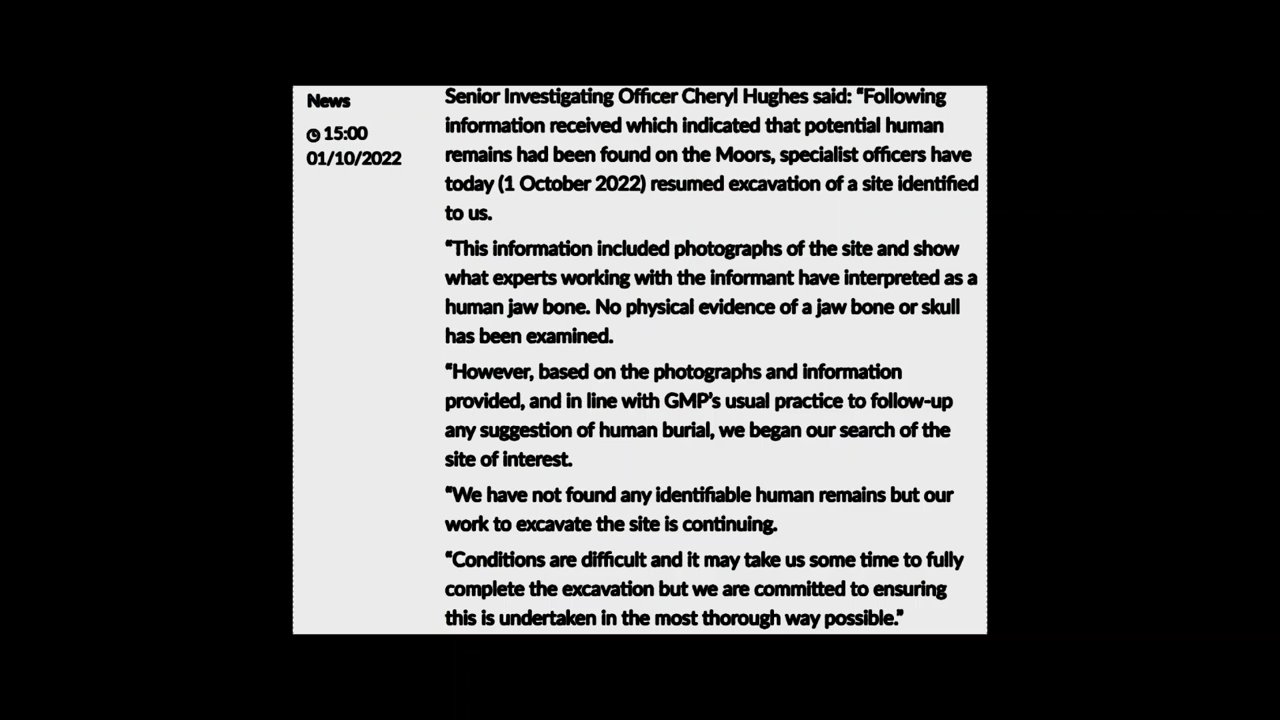 News
15:00
01/10/2022
Senior Investigating Officer Cheryl Hughes said: “Following
information received which indicated that potential human
remains had been found on the Moors, specialist officers have
today (1 October 2022) resumed excavation of a site identified
to us.
“This information included photographs of the site and show
what experts working with the informant have interpreted as a
human jaw bone. No physical evidence of a jaw bone or skull
has been examined.
“However, based on the photographs and information
provided, and in line with GMP’s usual practice to follow-up
any suggestion of human burial, we began our search of the
site of interest.
“We have not found any identifiable human remains but our
work to excavate the site is continuing.
“Conditions are difficult and it may take us some time to fully
complete the excavation but we are committed to ensuring
this is undertaken in the most thorough way possible.”